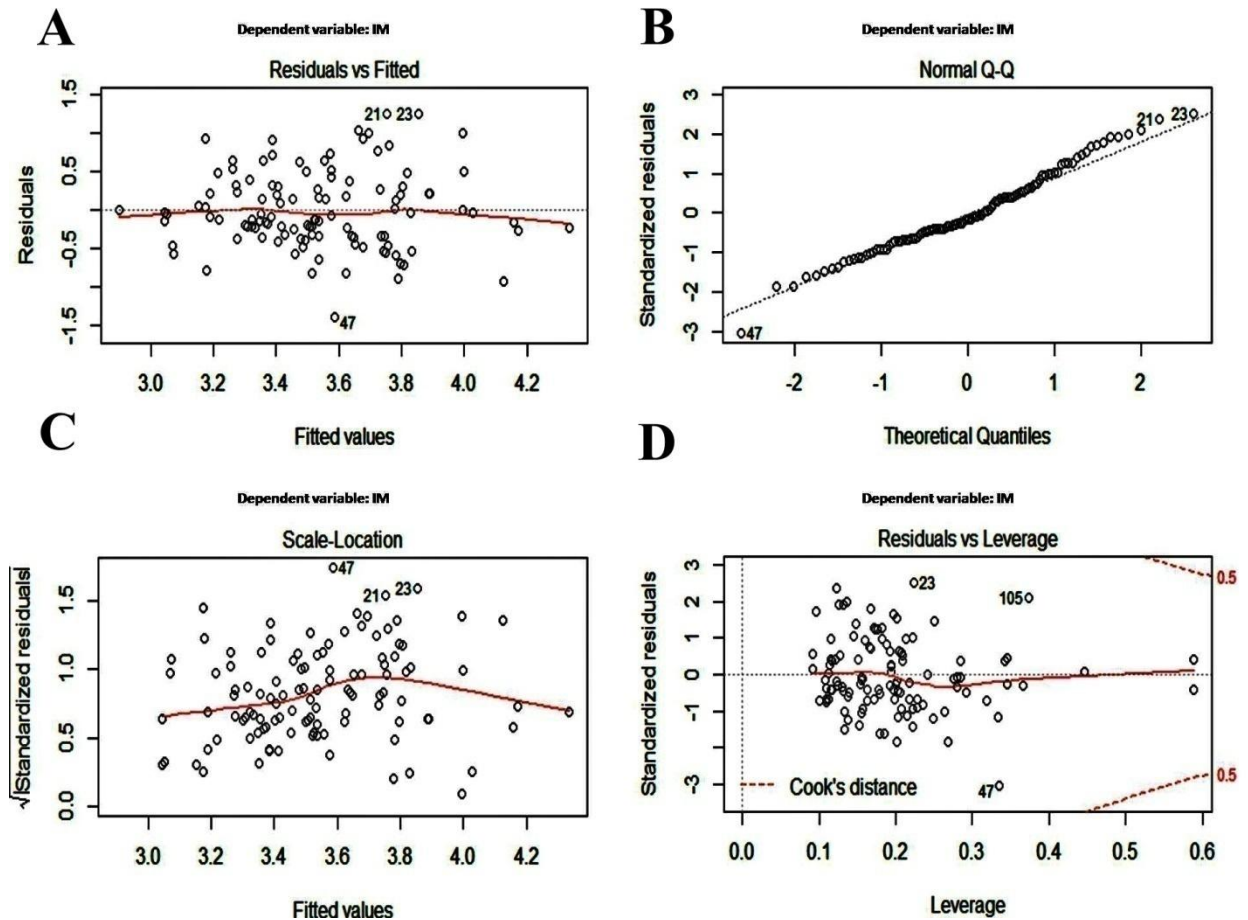 A
Dependent variable: IM
Residuals vs Fitted
1.5
0.5
-0.5
-1.5
Residuals
21
23
47
3.0 3.2 3.4 3.6 3.8 4.0 4.2
Fitted values
B
Dependent variable: IM
Normal Q-Q
3
2
1
0
-1
-2
-3
Standardized residuals
21
23
47
-2 -1 0 1 2
Theoretical Quantiles
C
Dependent variable: IM
Scale-Location
1.5
1.0
0.5
0.0
√|Standardized residuals|
47
21
23
3.0 3.2 3.4 3.6 3.8 4.0 4.2
Fitted values
D
Dependent variable: IM
Residuals vs Leverage
3
2
1
0
-1
-3
Standardized residuals
23
105
47
0.5
0.5
Cook's distance
0.0 0.1 0.2 0.3 0.4 0.5 0.6
Leverage